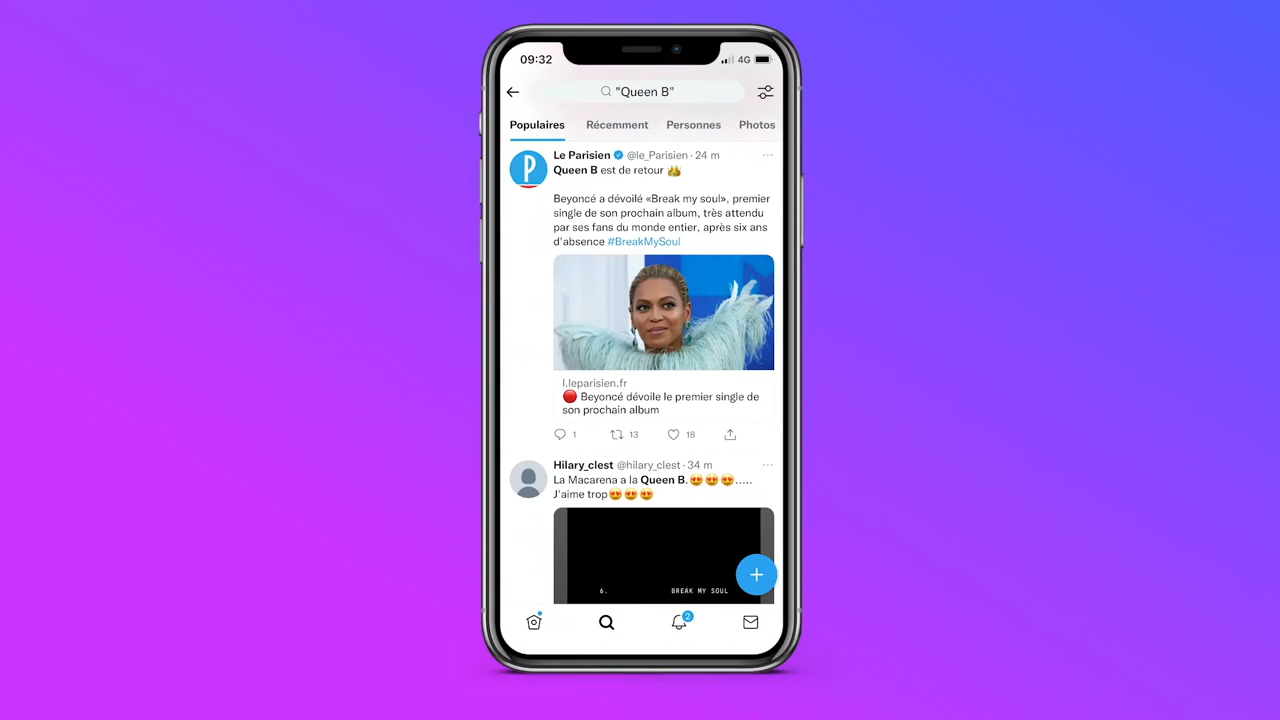 09:32
4G
"Queen B"
Populaires Récemment Personnes Photos
Le Parisien @le_Parisien · 24 m
Queen B est de retour
Beyoncé a dévoilé «Break my soul», premier
single de son prochain album, très attendu
par ses fans du monde entier, après six ans
d'absence #BreakMySoul
l.leparisien.fr
Beyoncé dévoile le premier single de
son prochain album
1 13 18
Hilary_clest @hilary_clest · 34 m
La Macarena a la Queen B.😍😍😍.....
J'aime trop😍😍😍
6. BREAK MY SOUL
2